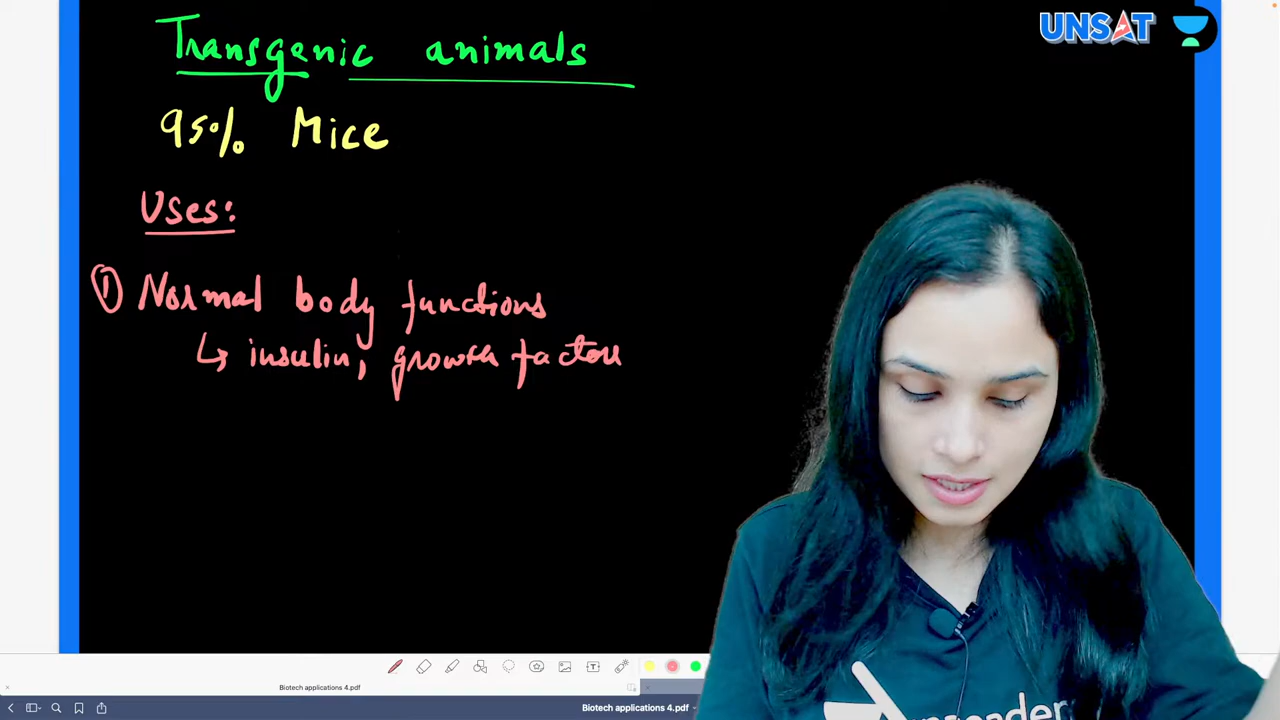 UNSAT
Transgenic animals
95% Mice
Uses:
① Normal body functions
↳ insulin, growth factors
Biotech applications 4.pdf
Biotech applications 4.pdf